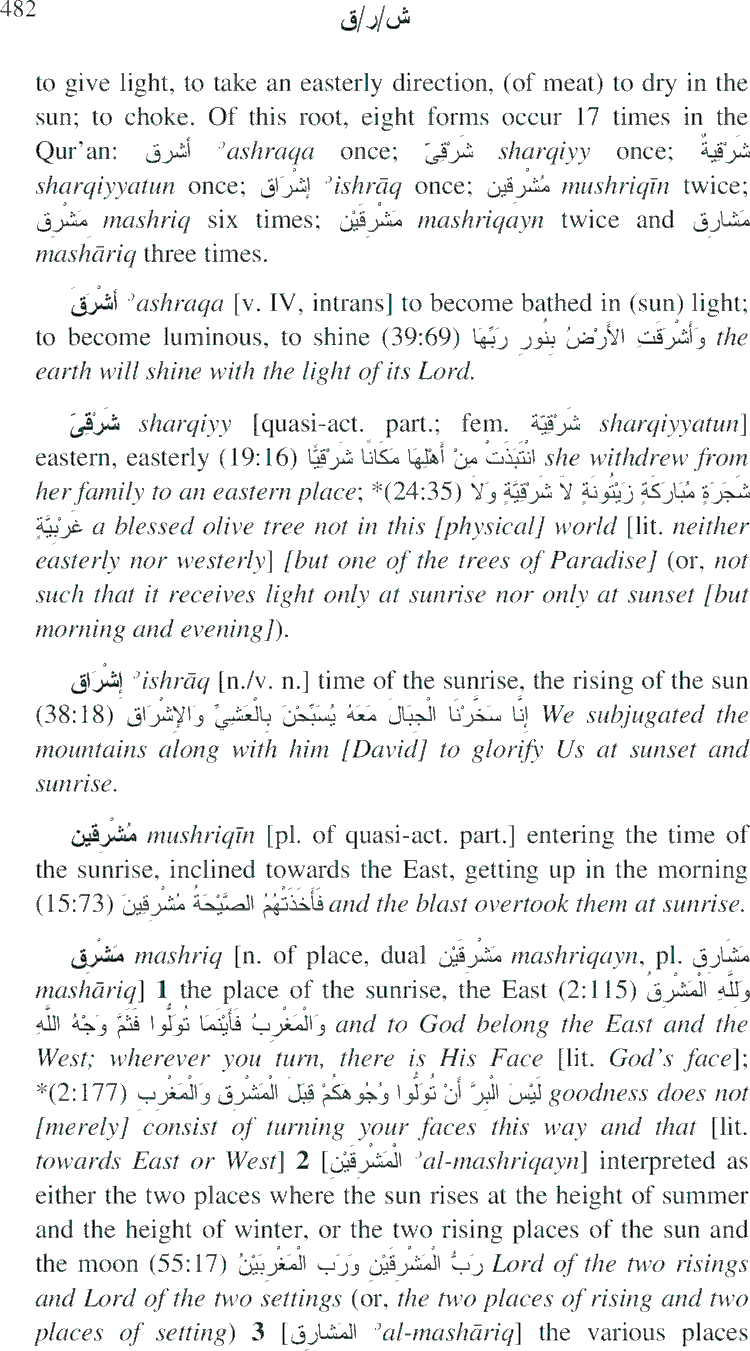 482
ش/ر/ق
to give light, to take an easterly direction, (of meat) to dry in the
sun; to choke. Of this root, eight forms occur 17 times in the
Qur'an: أشرق ʾashraqa once; شَرْقِىّ sharqiyy once; شَرْقِيةٌ
sharqiyyatun once; إِشْرَاق ʾishrāq once; مُشْرِقين mushriqīn twice;
مَشْرِق mashriq six times; مَشْرِقَيْن mashriqayn twice and مَشارِق
mashāriq three times.
أَشْرَقَ ʾashraqa [v. IV, intrans] to become bathed in (sun) light;
to become luminous, to shine (39:69) وَأَشْرَقَتِ الأَرْضُ بِنُورِ رَبِّهَا the
earth will shine with the light of its Lord.
شَرْقِىّ sharqiyy [quasi-act. part.; fem. شَرْقِيّة sharqiyyatun]
eastern, easterly (19:16) انْتَبَذَتْ مِنْ أَهْلِهَا مَكَانًا شَرْقِيًّا she withdrew from
her family to an eastern place; *(24:35) شَجَرَةٍ مُبَارَكَةٍ زَيْتُونَةٍ لاَ شَرْقِيَّةٍ وَلاَ
غَرْبِيَّةٍ a blessed olive tree not in this [physical] world [lit. neither
easterly nor westerly] [but one of the trees of Paradise] (or, not
such that it receives light only at sunrise nor only at sunset [but
morning and evening]).
إِشْرَاق ʾishrāq [n./v. n.] time of the sunrise, the rising of the sun
(38:18) إِنَّا سَخَّرْنَا الْجِبَالَ مَعَهُ يُسَبِّحْنَ بِالْعَشِيِّ وَالإِشْرَاقِ We subjugated the
mountains along with him [David] to glorify Us at sunset and
sunrise.
مُشْرِقين mushriqīn [pl. of quasi-act. part.] entering the time of
the sunrise, inclined towards the East, getting up in the morning
(15:73) فَأَخَذَتْهُمُ الصَّيْحَةُ مُشْرِقِينَ and the blast overtook them at sunrise.
مَشْرِق mashriq [n. of place, dual مَشْرِقَيْن mashriqayn, pl. مَشَارِق
mashāriq] 1 the place of the sunrise, the East (2:115) وَلِلَّهِ الْمَشْرِقُ
وَالْمَغْرِبُ فَأَيْنَمَا تُوَلُّوا فَثَمَّ وَجْهُ اللَّهِ and to God belong the East and the
West; wherever you turn, there is His Face [lit. God's face];
*(2:177) لَيْسَ الْبِرَّ أَنْ تُوَلُّوا وُجُوهَكُمْ قِبَلَ الْمَشْرِقِ وَالْمَغْرِبِ goodness does not
[merely] consist of turning your faces this way and that [lit.
towards East or West] 2 [الْمَشْرِقَيْنِ ʾal-mashriqayn] interpreted as
either the two places where the sun rises at the height of summer
and the height of winter, or the two rising places of the sun and
the moon (55:17) رَبُّ الْمَشْرِقَيْنِ وَرَب الْمَغْرِبَيْنُ Lord of the two risings
and Lord of the two settings (or, the two places of rising and two
places of setting) 3 [المَشَارِق ʾal-mashāriq] the various places